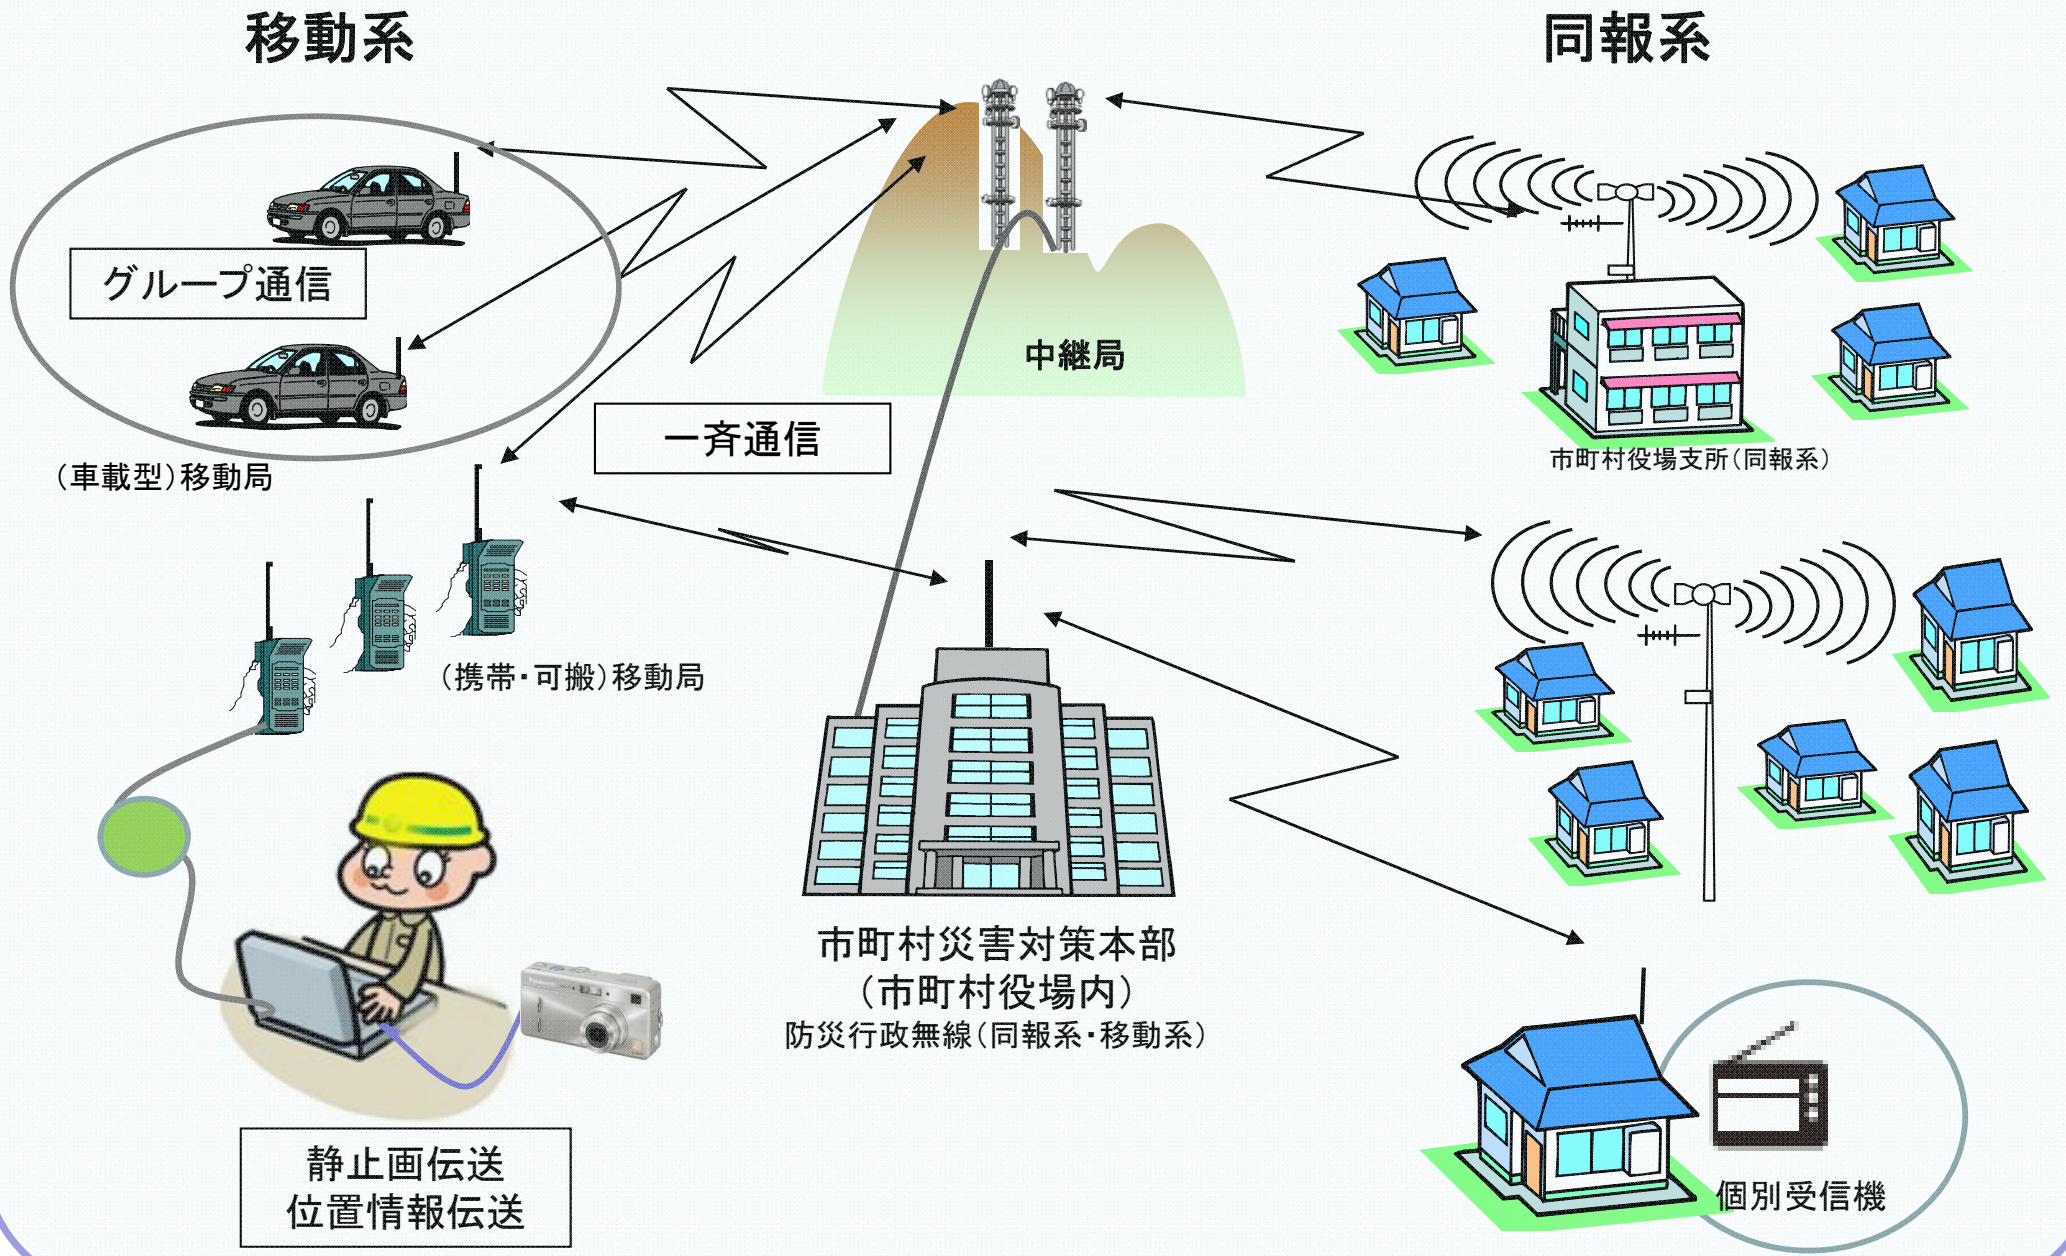 移動系
同報系
グループ通信
中継局
一斉通信
(車載型)移動局
市町村役場支所(同報系)
(携帯・可搬)移動局
市町村災害対策本部
(市町村役場内)
防災行政無線(同報系・移動系)
静止画伝送
位置情報伝送
個別受信機